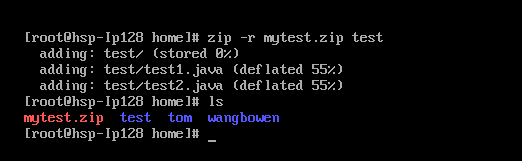 [root@hsp-Ip128 home]# zip -r mytest.zip test
  adding: test/ (stored 0%)
  adding: test/test1.java (deflated 55%)
  adding: test/test2.java (deflated 55%)
[root@hsp-Ip128 home]# ls
mytest.zip  test  tom  wangbowen
[root@hsp-Ip128 home]# _